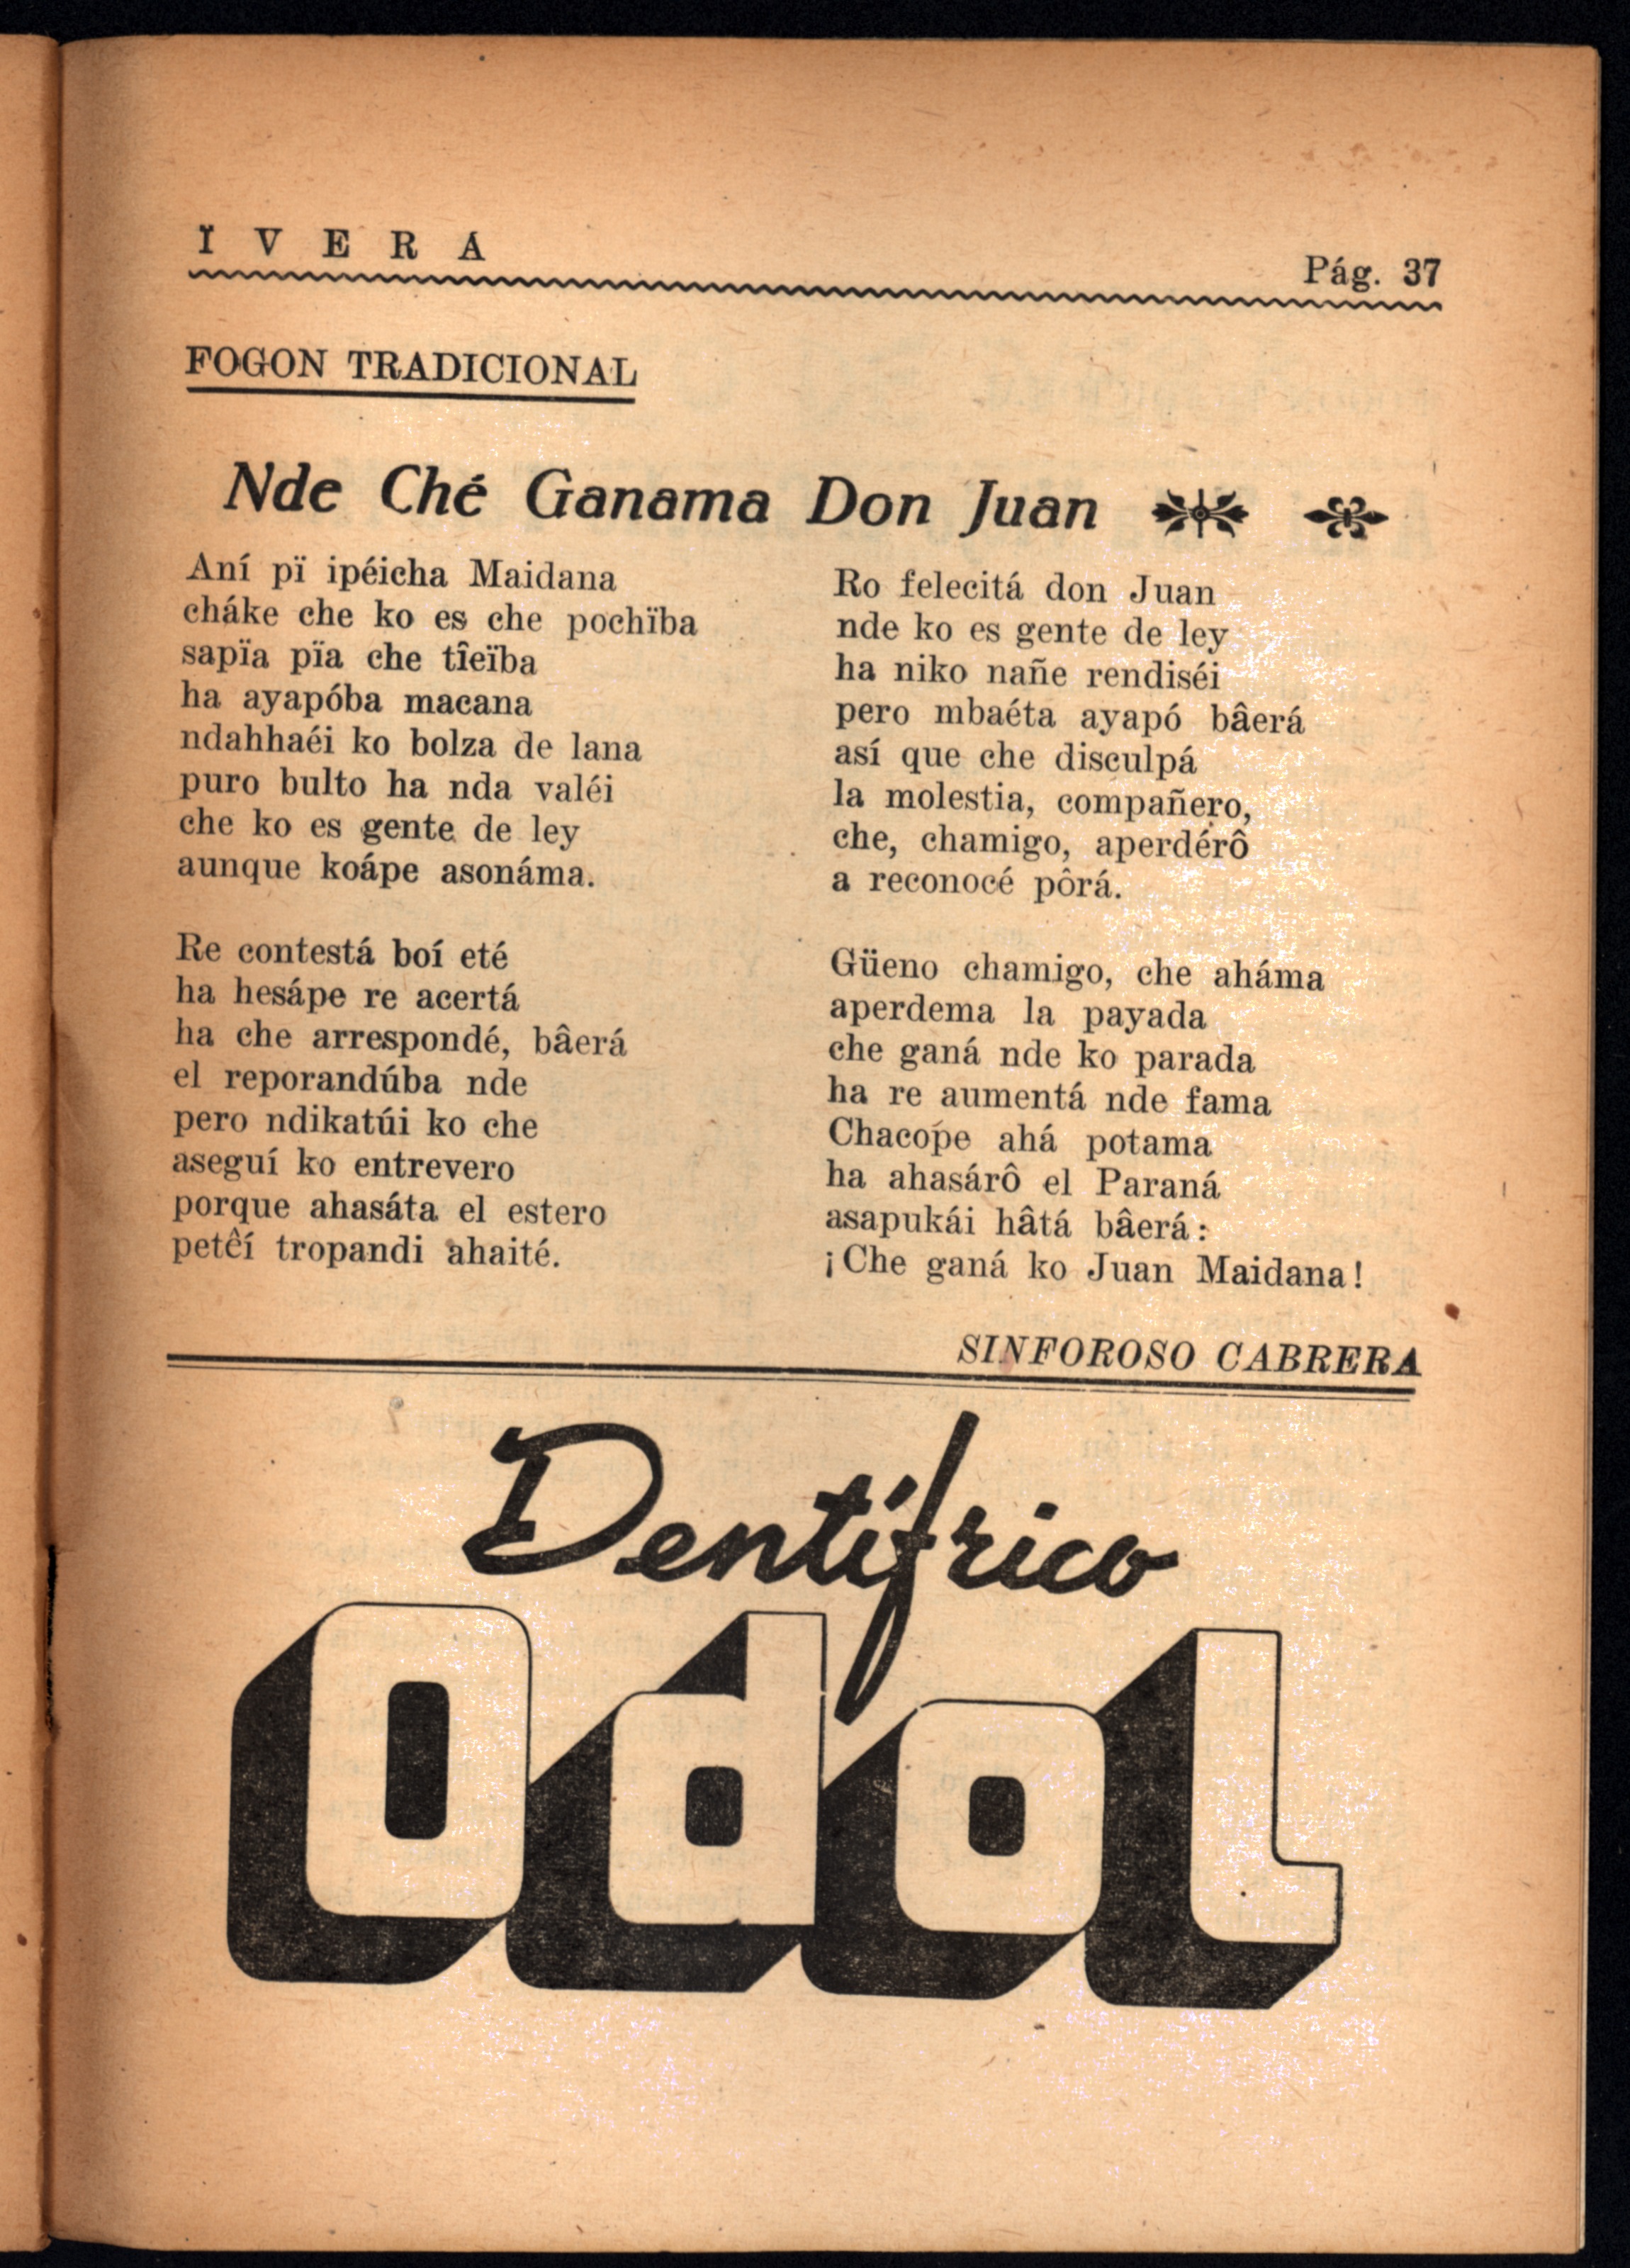 Ï V E R Á
Pág. 37
FOGON TRADICIONAL
Nde Ché Ganama Don Juan
Aní pï ipéicha Maidana
cháke che ko es che pochïba
sapïa pïa che tîeïba
ha ayapóba macana
ndahhaéi ko bolza de lana
puro bulto ha nda valéi
che ko es gente de ley
aunque koápe asonáma.
Re contestá boí eté
ha hesápe re acertá
ha che arrespondé, bâerá
el reporandúba nde
pero ndikatúi ko che
aseguí ko entrevero
porque ahasáta el estero
petêí tropandi ahaité.
Ro felecitá don Juan
nde ko es gente de ley
ha niko nañe rendiséi
pero mbaéta ayapó bâerá
así que che disculpá
la molestia, compañero,
che, chamigo, aperdérô
a reconocé pôrá.
Güeno chamigo, che aháma
aperdema la payada
che ganá nde ko parada
ha re aumentá nde fama
Chacope ahá potama
ha ahasárô el Paraná
asapukái hâtá bâerá:
¡Che ganá ko Juan Maidana!
SINFOROSO CABRERA
Dentífrico
Odol